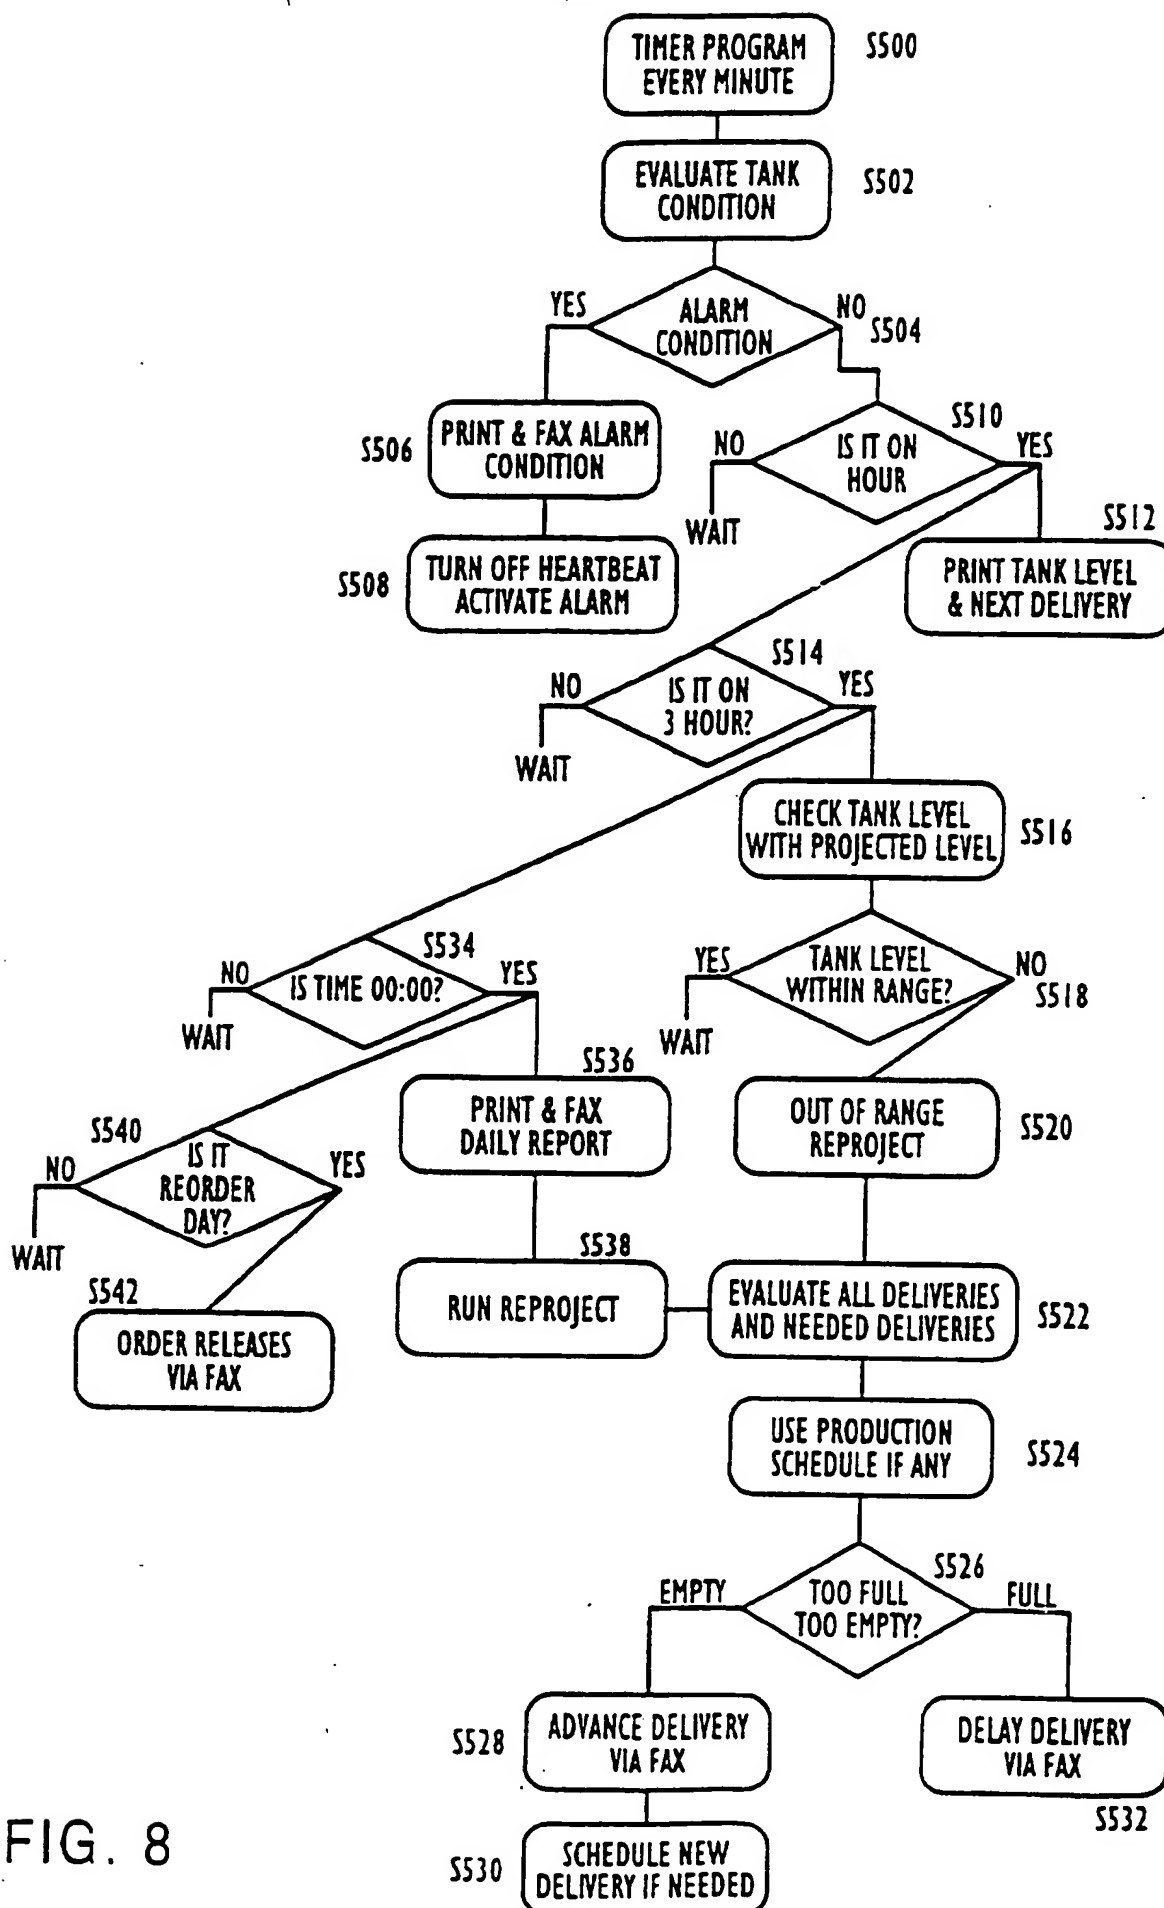 TIMER PROGRAM
EVERY MINUTE
S500
EVALUATE TANK
CONDITION
S502
YES
ALARM
CONDITION
NO
S504
S506
PRINT & FAX ALARM
CONDITION
S510
NO
IS IT ON
HOUR
YES
WAIT
S508
TURN OFF HEARTBEAT
ACTIVATE ALARM
S512
PRINT TANK LEVEL
& NEXT DELIVERY
S514
NO
IS IT ON
3 HOUR?
YES
WAIT
CHECK TANK LEVEL
WITH PROJECTED LEVEL
S516
S534
NO
IS TIME 00:00?
YES
WAIT
YES
TANK LEVEL
WITHIN RANGE?
NO
S518
WAIT
S536
PRINT & FAX
DAILY REPORT
OUT OF RANGE
REPROJECT
S520
S540
NO
IS IT
REORDER
DAY?
YES
WAIT
S538
RUN REPROJECT
EVALUATE ALL DELIVERIES
AND NEEDED DELIVERIES
S522
S542
ORDER RELEASES
VIA FAX
USE PRODUCTION
SCHEDULE IF ANY
S524
S526
EMPTY
TOO FULL
TOO EMPTY?
FULL
S528
ADVANCE DELIVERY
VIA FAX
DELAY DELIVERY
VIA FAX
S532
S530
SCHEDULE NEW
DELIVERY IF NEEDED
FIG. 8